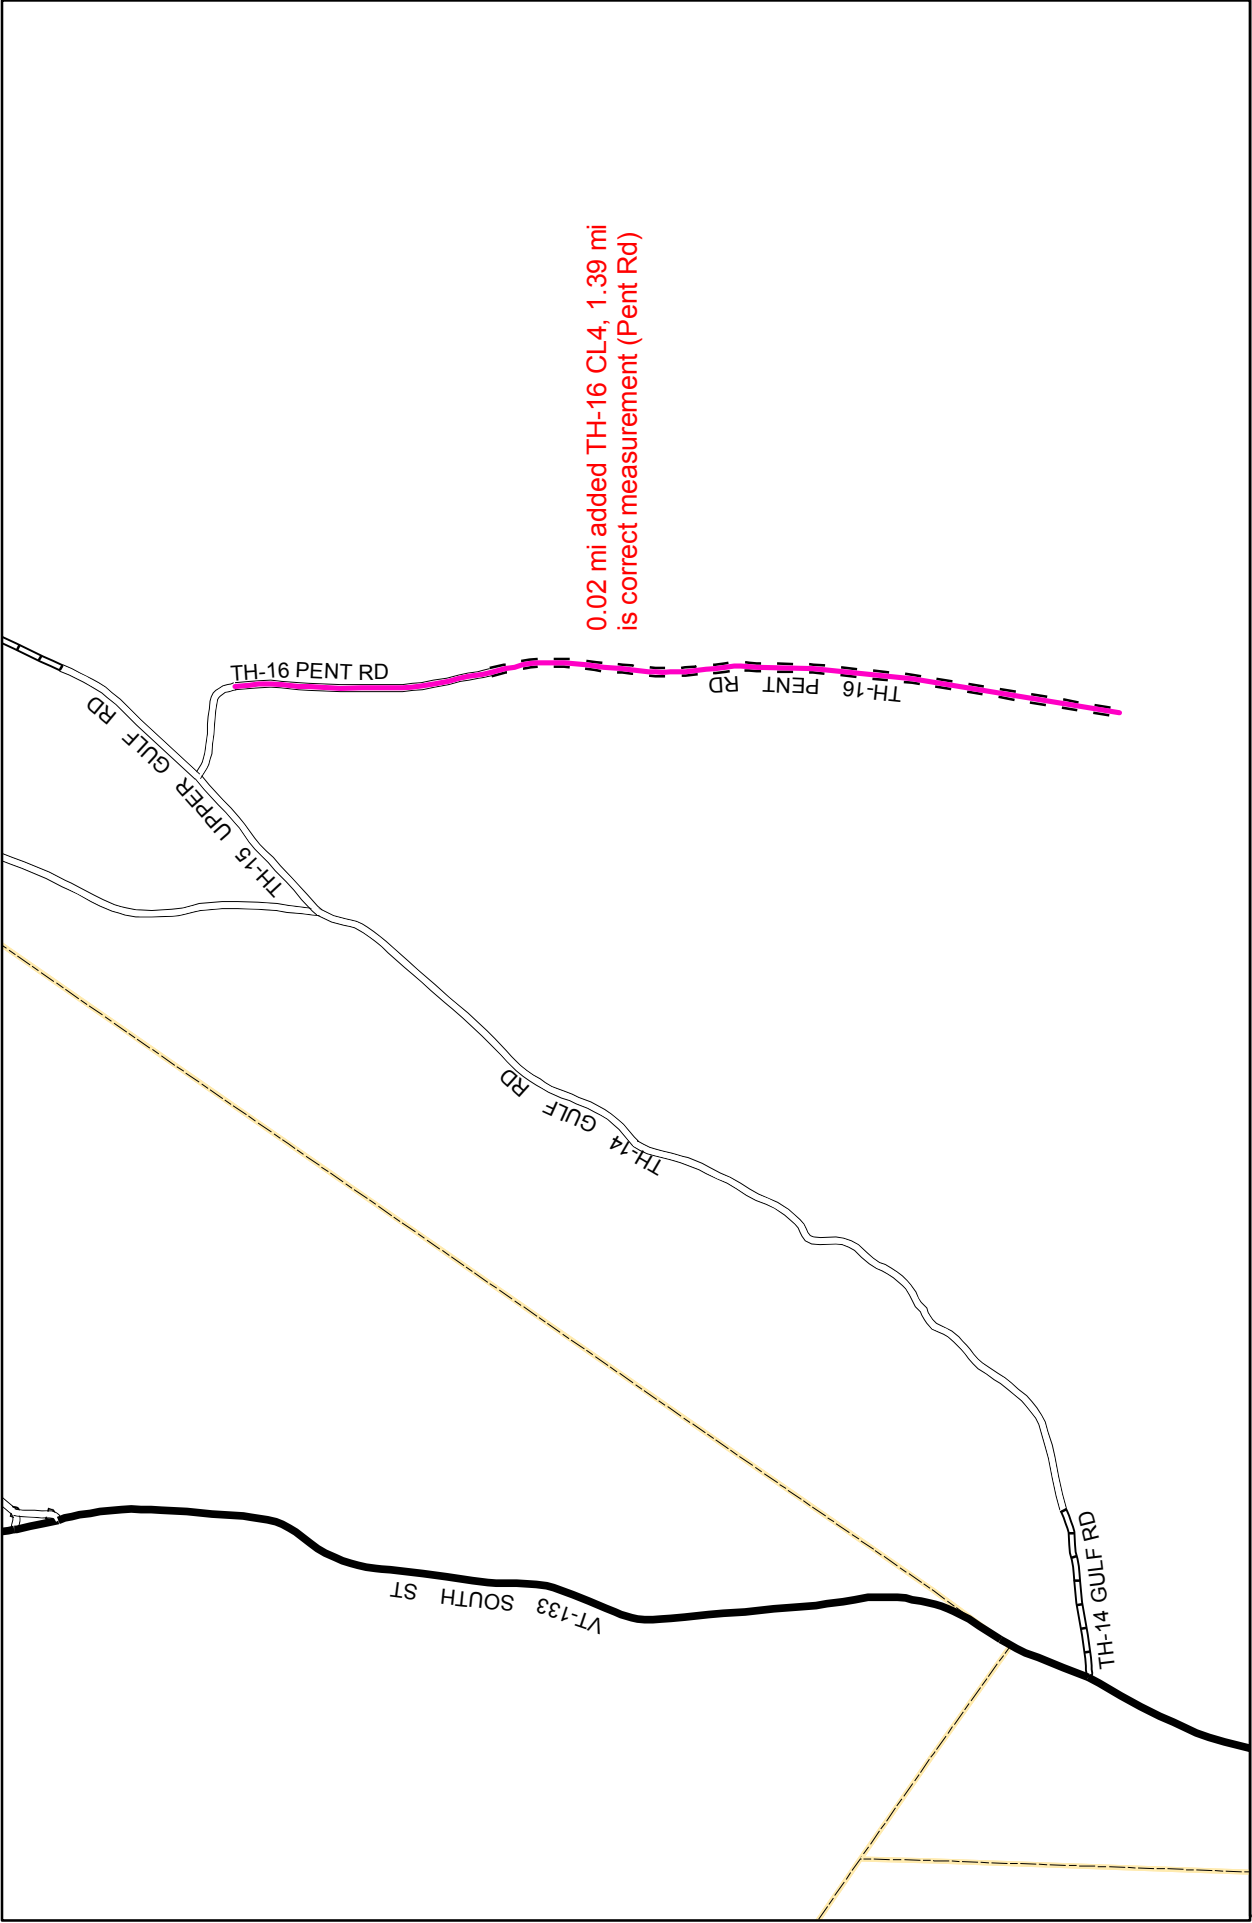 0.02 mi added TH-16 CL4, 1.39 mi
is correct measurement (Pent Rd)
TH-16 PENT RD
TH-16 PENT RD
TH-15 UPPER GULF RD
TH-14 GULF RD
TH-14 GULF RD
VT-133 SOUTH ST